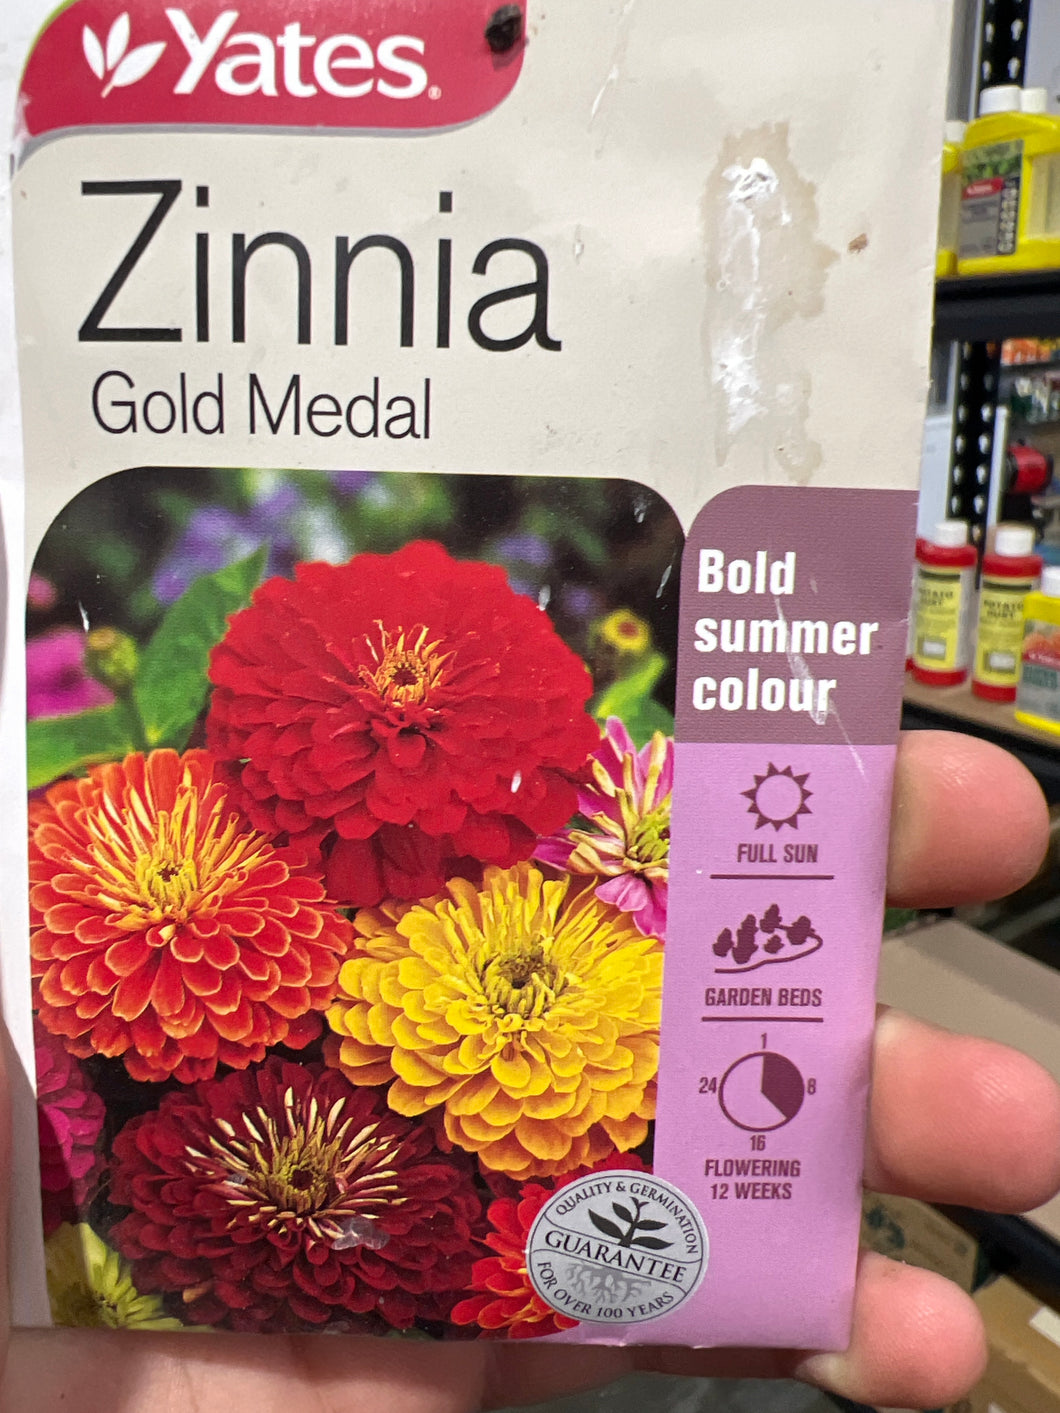 Yates®
Zinnia
Gold Medal
Bold
summer
colour
FULL SUN
GARDEN BEDS
1
24
8
16
FLOWERING
12 WEEKS
QUALITY & GERMINATION
GUARANTEE
FOR OVER 100 YEARS
POTATO